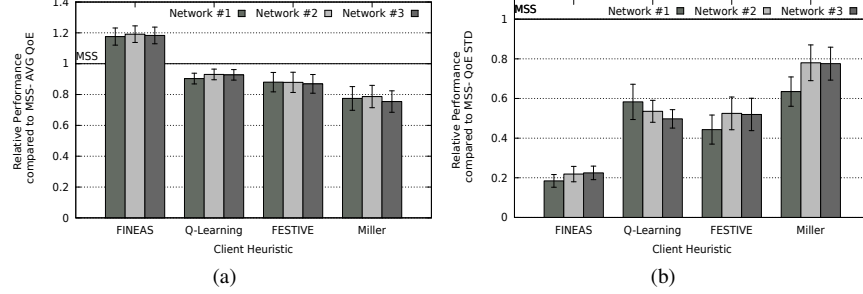 1.4
Network #1 Network #2 Network #3
1.2
MSS
1
0.8
0.6
0.4
0.2
0
Relative Performance
compared to MSS- AVG QoE
FINEAS Q-Learning FESTIVE Miller
Client Heuristic
(a)
MSS
Network #1 Network #2 Network #3
1
0.8
0.6
0.4
0.2
0
Relative Performance
compared to MSS- QoE STD
FINEAS Q-Learning FESTIVE Miller
Client Heuristic
(b)